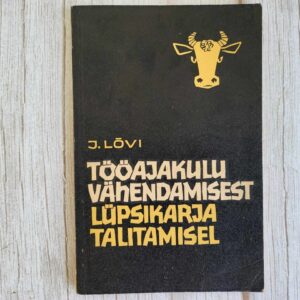 J. LÕVI
TÖÖAJAKULU
VÄHENDAMISEST
LÜPSIKARJA
TALITAMISEL